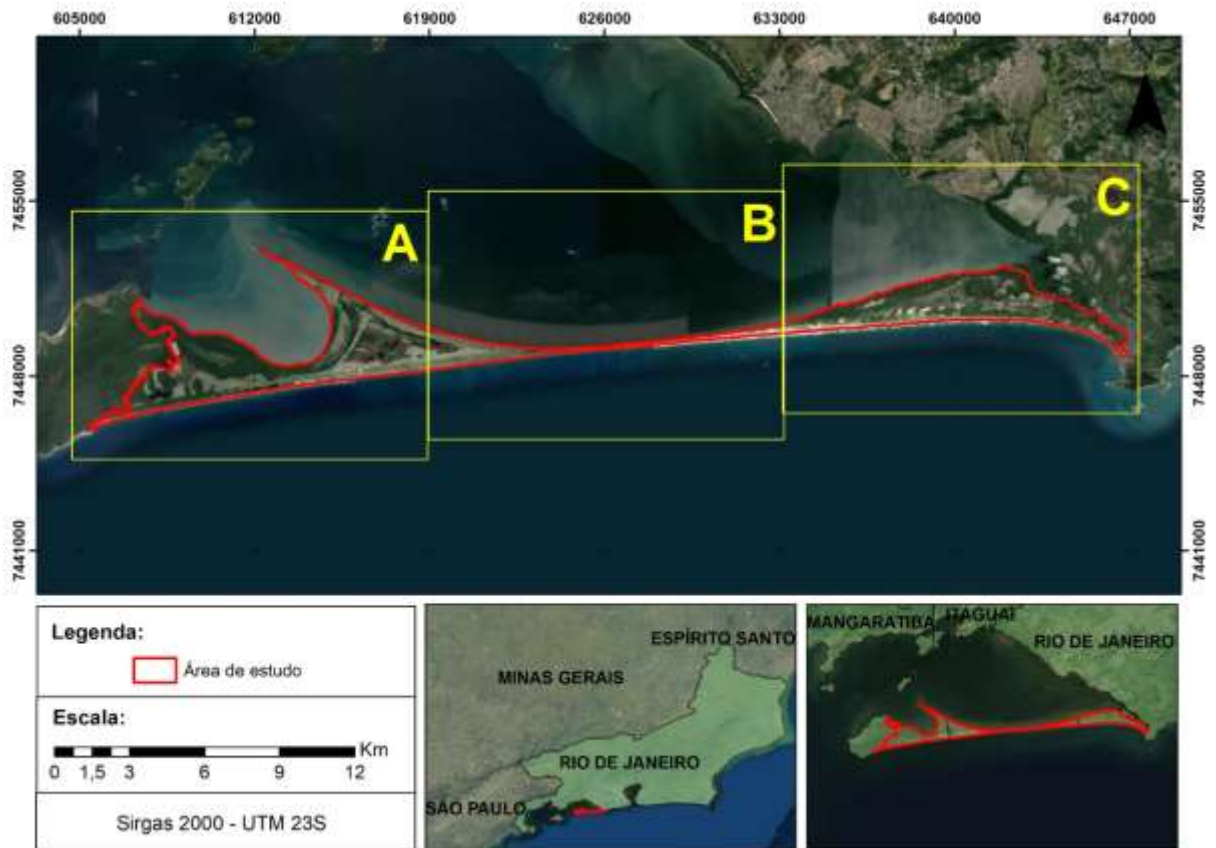 605000 612000 619000 626000 633000 640000 647000
7455000
7448000
7441000
A
B
C
7455000
7448000
7441000
Legenda:
Área de estudo
Escala:
Km
0 1,5 3 6 9 12
Sirgas 2000 - UTM 23S
ESPÍRITO SANTO
MINAS GERAIS
RIO DE JANEIRO
SÃO PAULO
MANGARATIBA
ITAGUAÍ
RIO DE JANEIRO